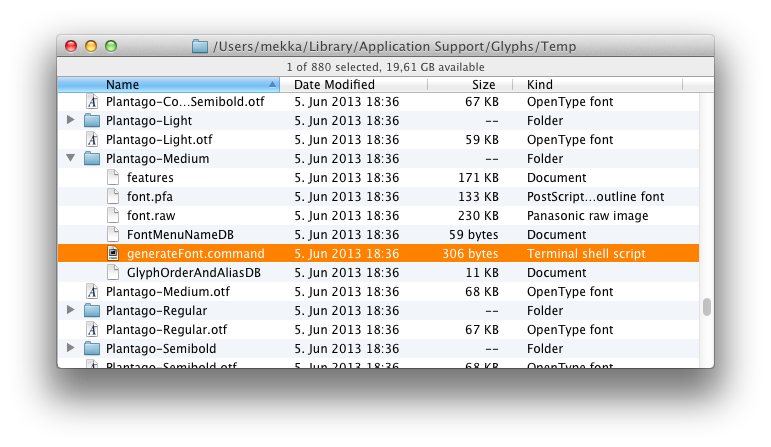 /Users/mekka/Library/Application Support/Glyphs/Temp
1 of 880 selected, 19,61 GB available
Name Date Modified Size Kind
Plantago-Co...Semibold.otf 5. Jun 2013 18:36 67 KB OpenType font
Plantago-Light 5. Jun 2013 18:36 -- Folder
Plantago-Light.otf 5. Jun 2013 18:36 59 KB OpenType font
Plantago-Medium 5. Jun 2013 18:36 -- Folder
features 5. Jun 2013 18:36 171 KB Document
font.pfa 5. Jun 2013 18:36 133 KB PostScript...outline font
font.raw 5. Jun 2013 18:36 230 KB Panasonic raw image
FontMenuNameDB 5. Jun 2013 18:36 59 bytes Document
generateFont.command 5. Jun 2013 18:36 306 bytes Terminal shell script
GlyphOrderAndAliasDB 5. Jun 2013 18:36 11 KB Document
Plantago-Medium.otf 5. Jun 2013 18:36 68 KB OpenType font
Plantago-Regular 5. Jun 2013 18:36 -- Folder
Plantago-Regular.otf 5. Jun 2013 18:36 67 KB OpenType font
Plantago-Semibold 5. Jun 2013 18:36 -- Folder
Plantago-Semibold.otf 5. Jun 2013 18:36 68 KB OpenType font